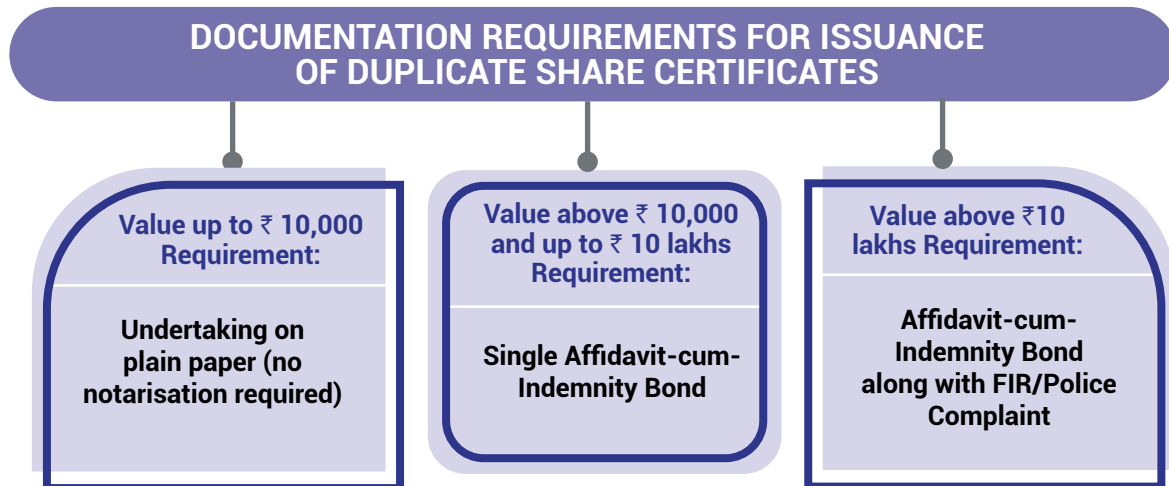 DOCUMENTATION REQUIREMENTS FOR ISSUANCE
OF DUPLICATE SHARE CERTIFICATES
Value up to ₹ 10,000
Requirement:
Undertaking on
plain paper (no
notarisation required)
Value above ₹ 10,000
and up to ₹ 10 lakhs
Requirement:
Single Affidavit-cum-
Indemnity Bond
Value above ₹10
lakhs Requirement:
Affidavit-cum-
Indemnity Bond
along with FIR/Police
Complaint